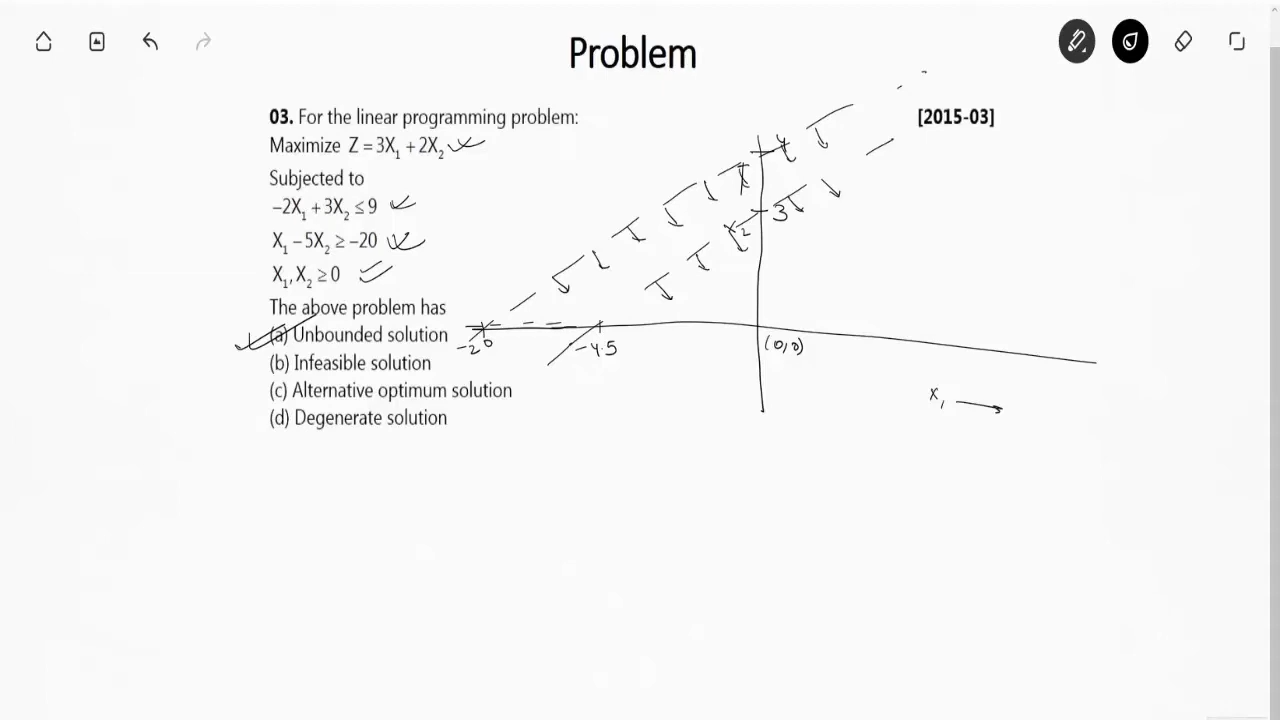 Problem
03. For the linear programming problem:
[2015-03]
Maximize Z = 3X₁ + 2X₂
Subjected to
–2X₁ + 3X₂ ≤ 9
X₁ – 5X₂ ≥ –20
X₁, X₂ ≥ 0
The above problem has
(a) Unbounded solution
(b) Infeasible solution
(c) Alternative optimum solution
(d) Degenerate solution
4
3
X₂
-20
-4.5
(0,0)
X₁